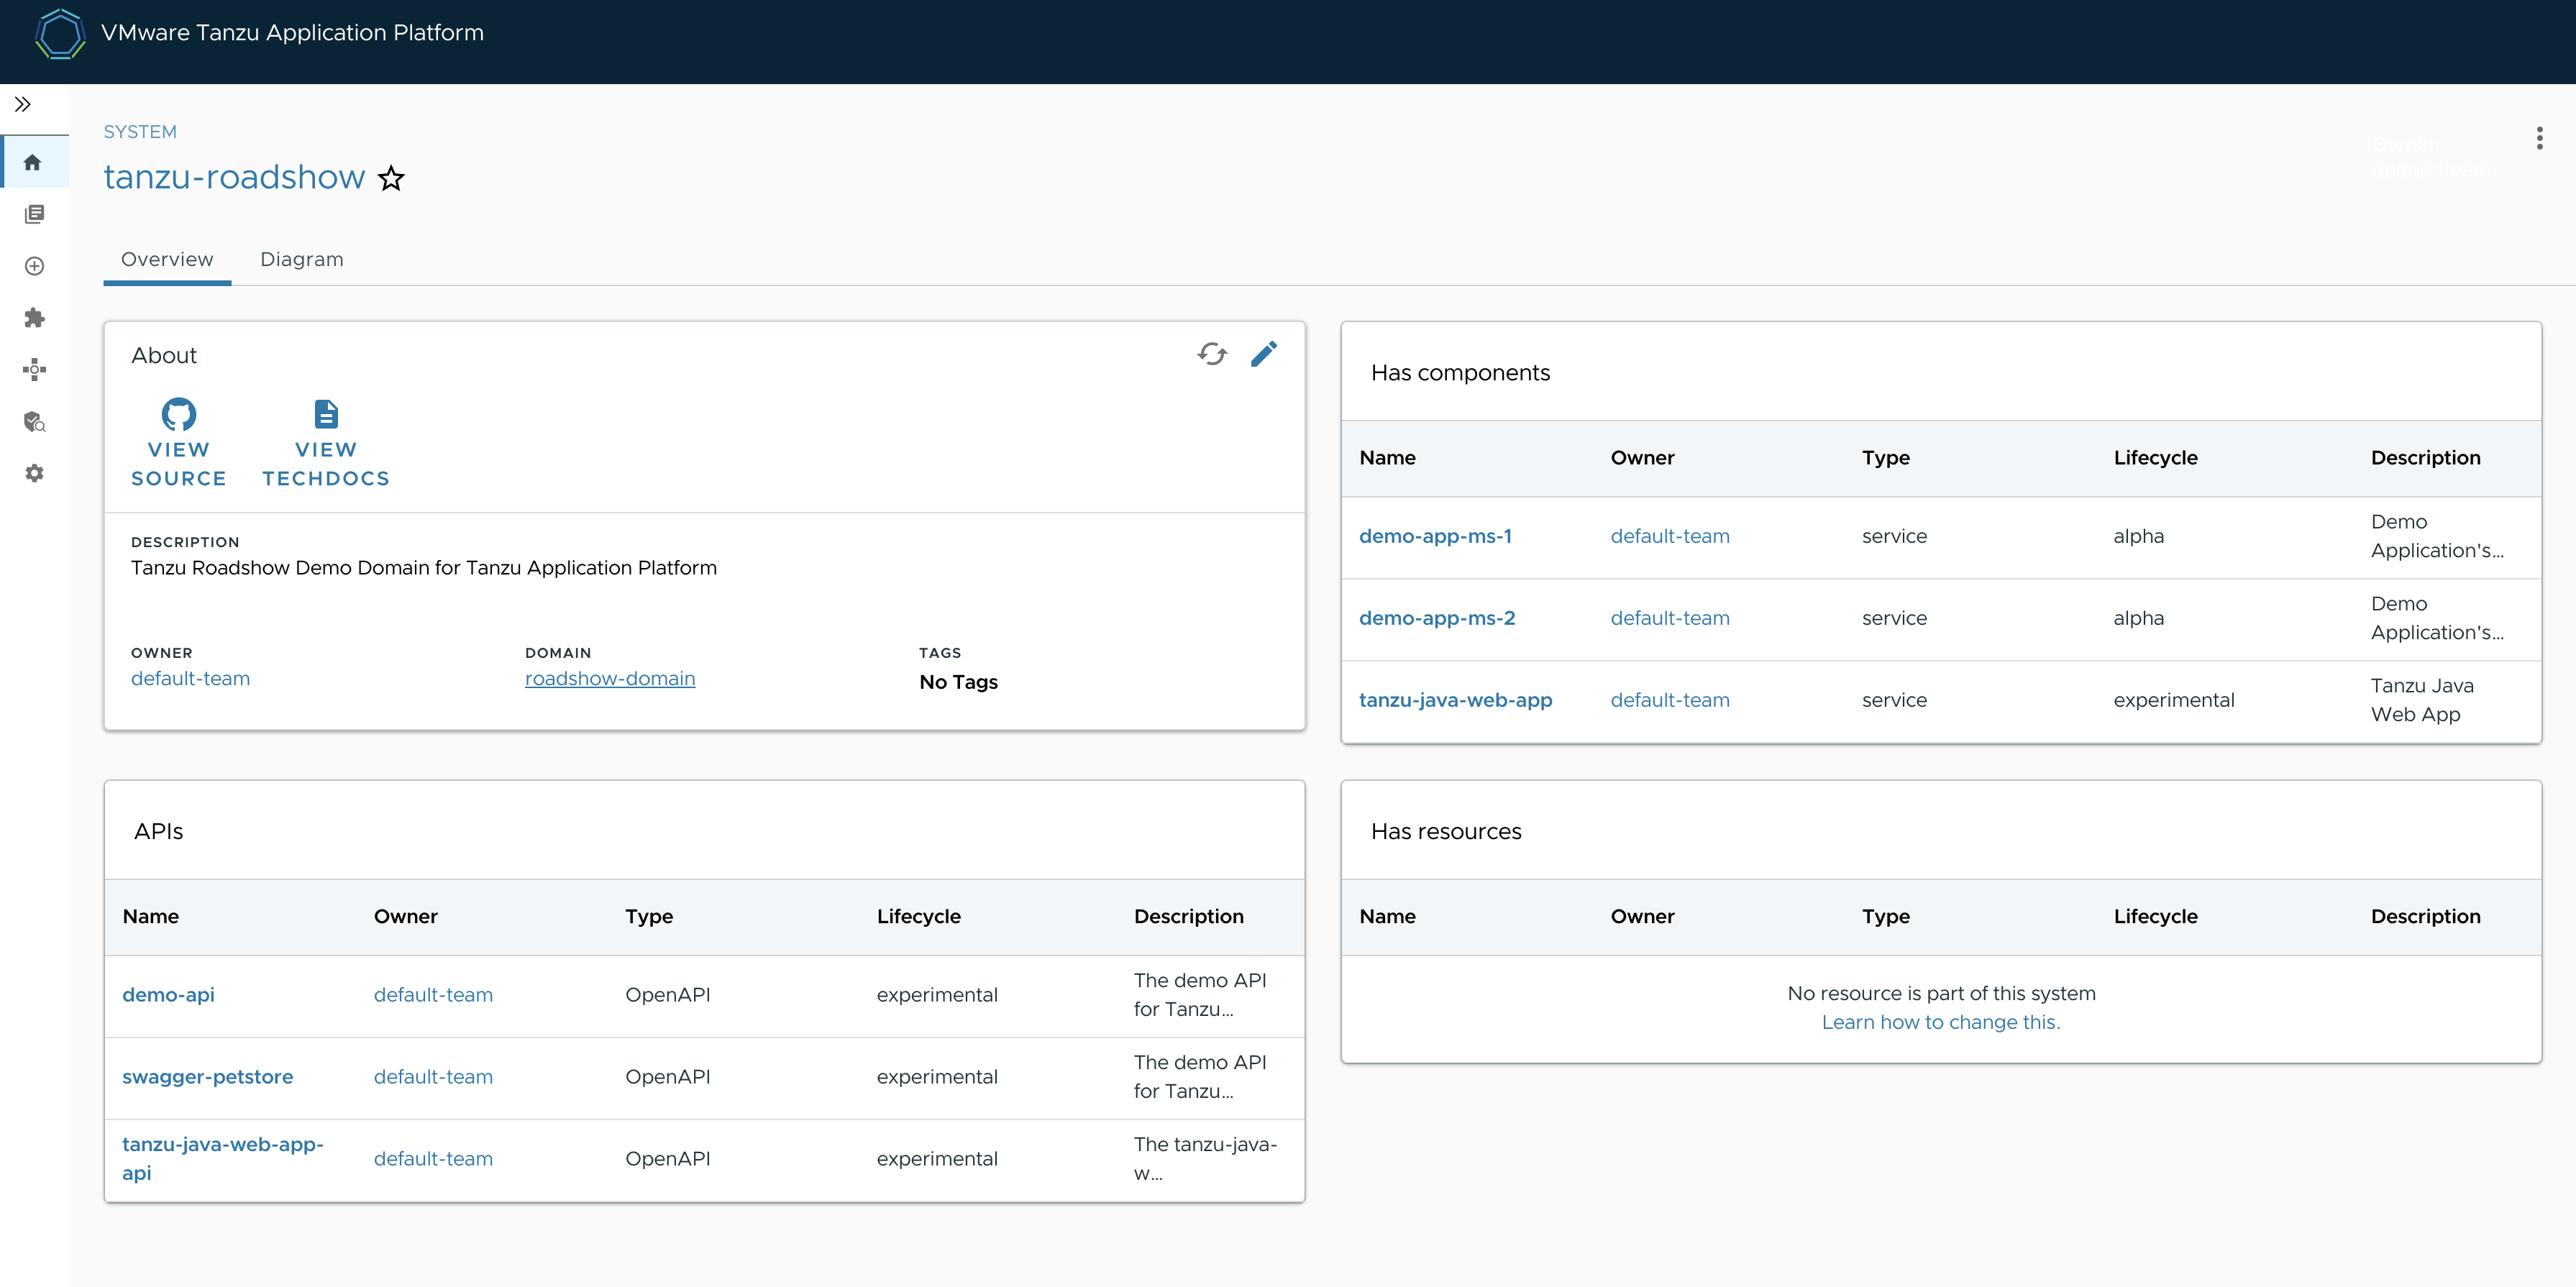 VMware Tanzu Application Platform
SYSTEM
tanzu-roadshow
Owner
default-team
Overview
Diagram
About
VIEW
SOURCE
VIEW
TECHDOCS
DESCRIPTION
Tanzu Roadshow Demo Domain for Tanzu Application Platform
OWNER
default-team
DOMAIN
roadshow-domain
TAGS
No Tags
Has components
Name Owner Type Lifecycle Description
demo-app-ms-1 default-team service alpha Demo
Application's...
demo-app-ms-2 default-team service alpha Demo
Application's...
tanzu-java-web-app default-team service experimental Tanzu Java
Web App
APIs
Name Owner Type Lifecycle Description
demo-api default-team OpenAPI experimental The demo API
for Tanzu...
swagger-petstore default-team OpenAPI experimental The demo API
for Tanzu...
tanzu-java-web-app-
api default-team OpenAPI experimental The tanzu-java-
w...
Has resources
Name Owner Type Lifecycle Description
No resource is part of this system
Learn how to change this.